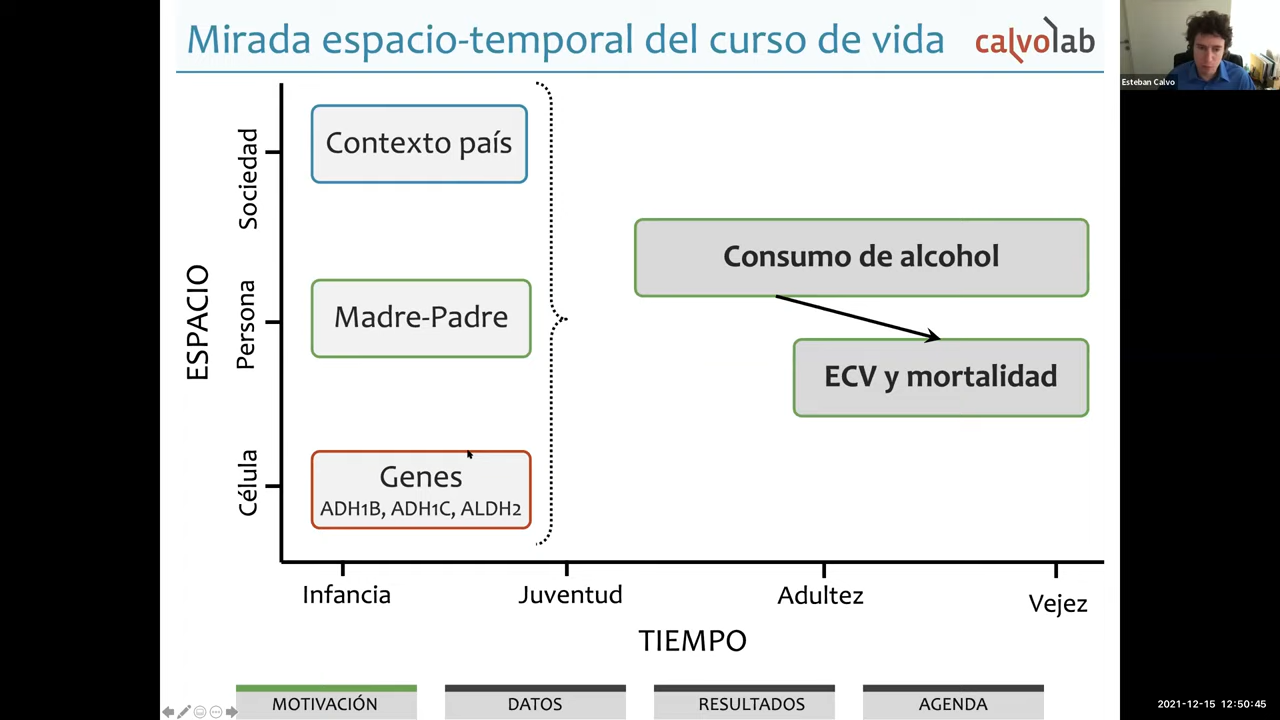 Mirada espacio-temporal del curso de vida
calvolab
Esteban Calvo
ESPACIO
Sociedad
Persona
Célula
Contexto país
Madre-Padre
Genes
ADH1B, ADH1C, ALDH2
Consumo de alcohol
ECV y mortalidad
Infancia
Juventud
Adultez
Vejez
TIEMPO
MOTIVACIÓN
DATOS
RESULTADOS
AGENDA
2021-12-15 12:50:45